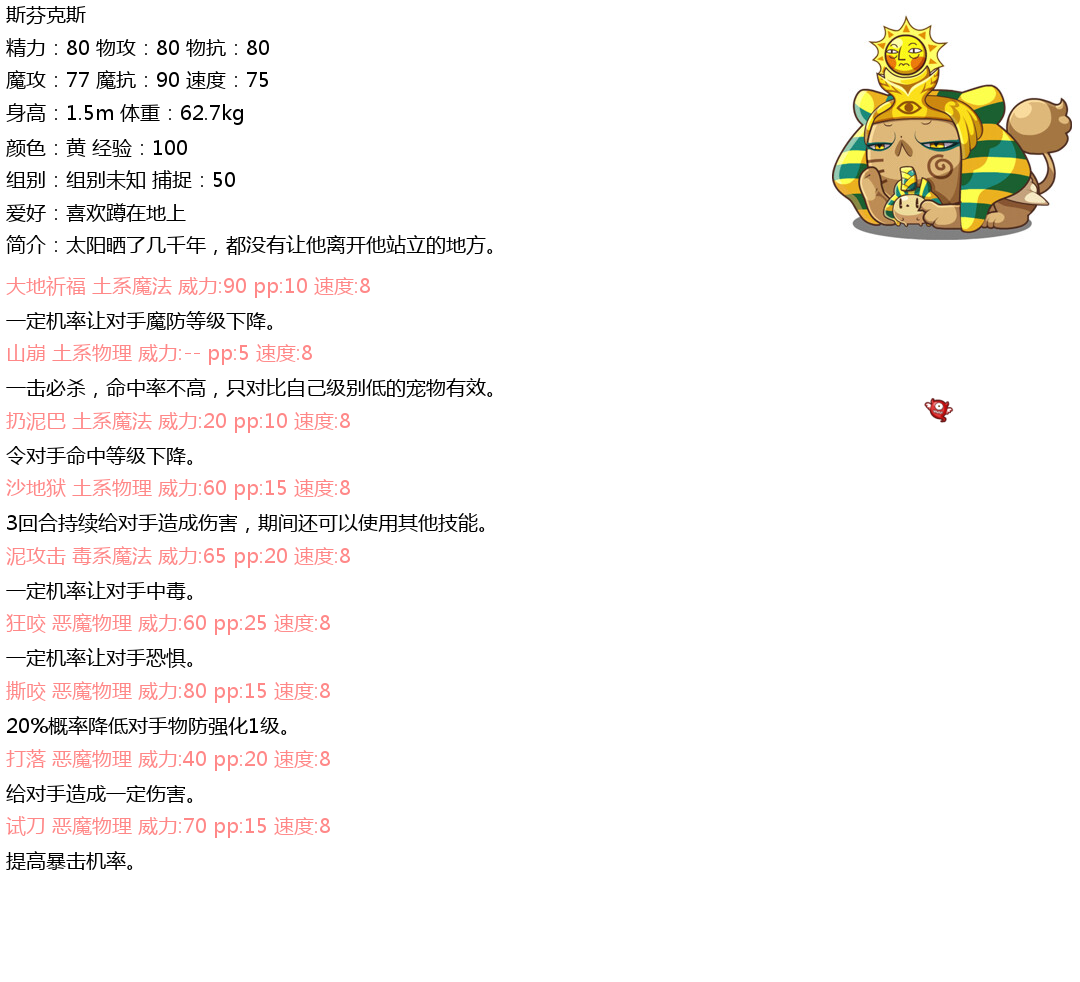 斯芬克斯
精力：80 物攻：80 物抗：80
魔攻：77 魔抗：90 速度：75
身高：1.5m 体重：62.7kg
颜色：黄 经验：100
组别：组别未知 捕捉：50
爱好：喜欢蹲在地上
简介：太阳晒了几千年，都没有让他离开他站立的地方。
大地祈福 土系魔法 威力:90 pp:10 速度:8
一定机率让对手魔防等级下降。
山崩 土系物理 威力:-- pp:5 速度:8
一击必杀，命中率不高，只对比自己级别低的宠物有效。
扔泥巴 土系魔法 威力:20 pp:10 速度:8
令对手命中等级下降。
沙地狱 土系物理 威力:60 pp:15 速度:8
3回合持续给对手造成伤害，期间还可以使用其他技能。
泥攻击 毒系魔法 威力:65 pp:20 速度:8
一定机率让对手中毒。
狂咬 恶魔物理 威力:60 pp:25 速度:8
一定机率让对手恐惧。
撕咬 恶魔物理 威力:80 pp:15 速度:8
20%概率降低对手物防强化1级。
打落 恶魔物理 威力:40 pp:20 速度:8
给对手造成一定伤害。
试刀 恶魔物理 威力:70 pp:15 速度:8
提高暴击机率。